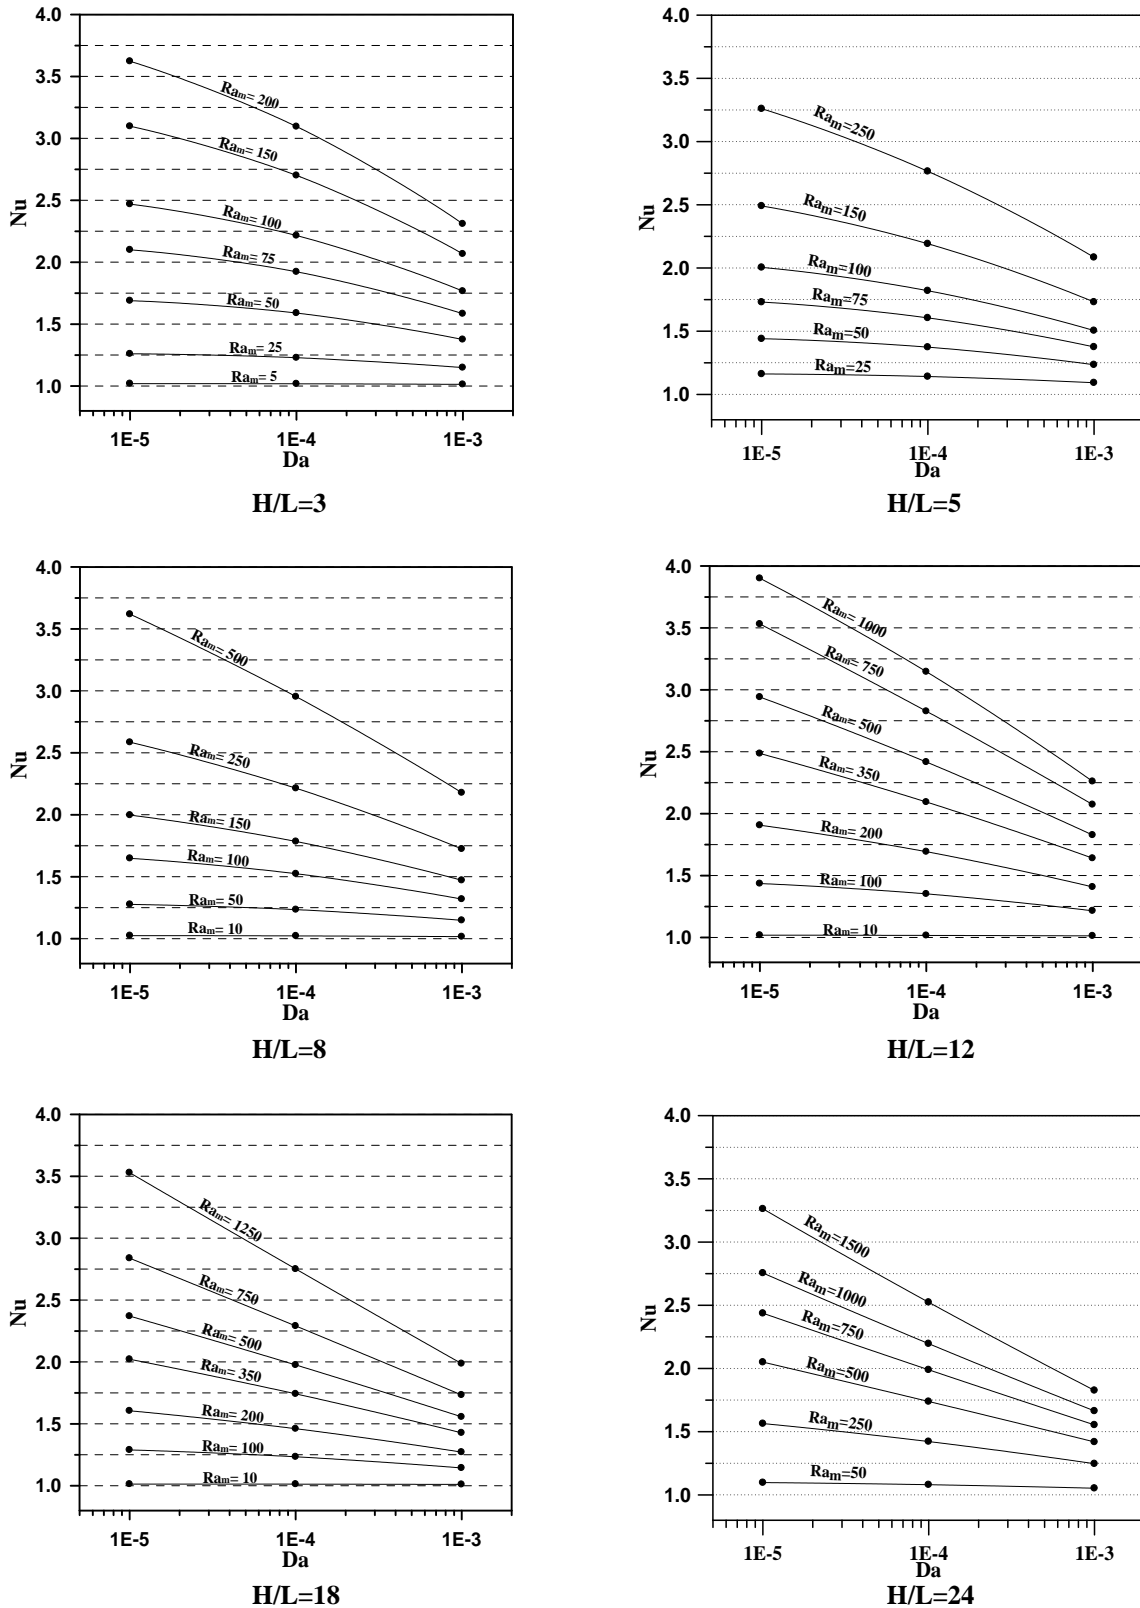 4.0
3.5
3.0
2.5
2.0
1.5
1.0
Nu
Ram= 200
Ram= 150
Ram= 100
Ram= 75
Ram= 50
Ram= 25
Ram= 5
1E-5 1E-4 1E-3
Da
H/L=3
4.0
3.5
3.0
2.5
2.0
1.5
1.0
Nu
Ram=250
Ram=150
Ram=100
Ram=75
Ram=50
Ram=25
1E-5 1E-4 1E-3
Da
H/L=5
4.0
3.5
3.0
2.5
2.0
1.5
1.0
Nu
Ram= 500
Ram= 250
Ram= 150
Ram= 100
Ram= 50
Ram= 10
1E-5 1E-4 1E-3
Da
H/L=8
4.0
3.5
3.0
2.5
2.0
1.5
1.0
Nu
Ram= 1000
Ram= 750
Ram= 500
Ram= 350
Ram= 200
Ram= 100
Ram= 10
1E-5 1E-4 1E-3
Da
H/L=12
4.0
3.5
3.0
2.5
2.0
1.5
1.0
Nu
Ram= 1250
Ram= 750
Ram= 500
Ram= 350
Ram= 200
Ram= 100
Ram= 10
1E-5 1E-4 1E-3
Da
H/L=18
4.0
3.5
3.0
2.5
2.0
1.5
1.0
Nu
Ram=1500
Ram=1000
Ram=750
Ram=500
Ram=250
Ram=50
1E-5 1E-4 1E-3
Da
H/L=24